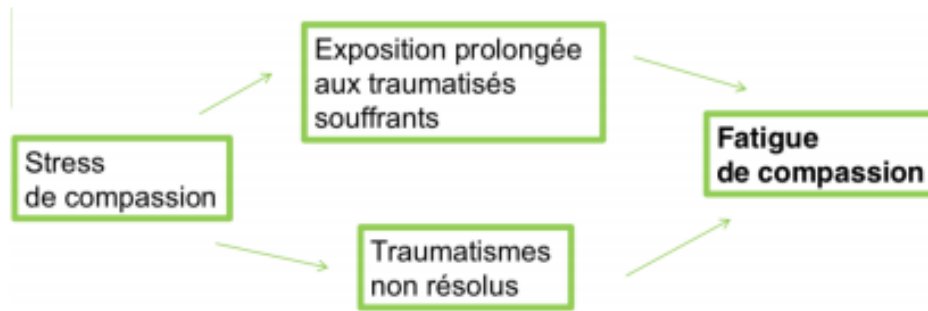 Exposition prolongée
aux traumatisés
souffrants
Stress
de compassion
Fatigue
de compassion
Traumatismes
non résolus